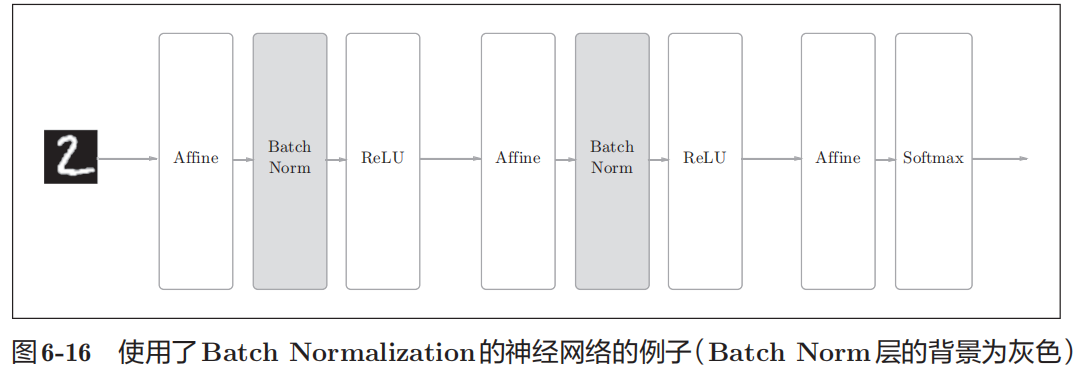 2
Affine
Batch
Norm
ReLU
Affine
Batch
Norm
ReLU
Affine
Softmax
图6-16 使用了Batch Normalization的神经网络的例子（Batch Norm层的背景为灰色）